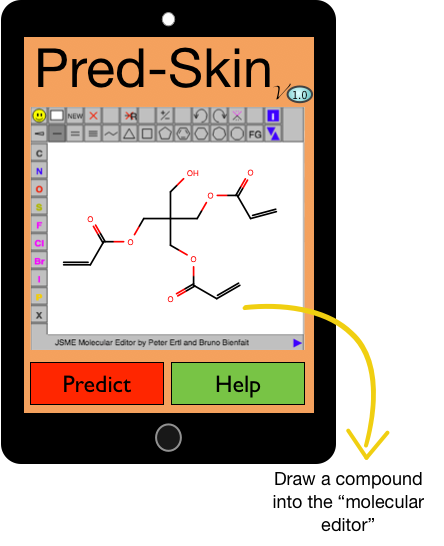 Pred-Skin
V 1.0
NEW R +/- i
FG
C
N
O
S
F
Cl
Br
I
X
OH
O
O
O
O
O
O
JSME Molecular Editor by Peter Ertl and Bruno Bienfait
Predict Help
Draw a compound
into the “molecular
editor”